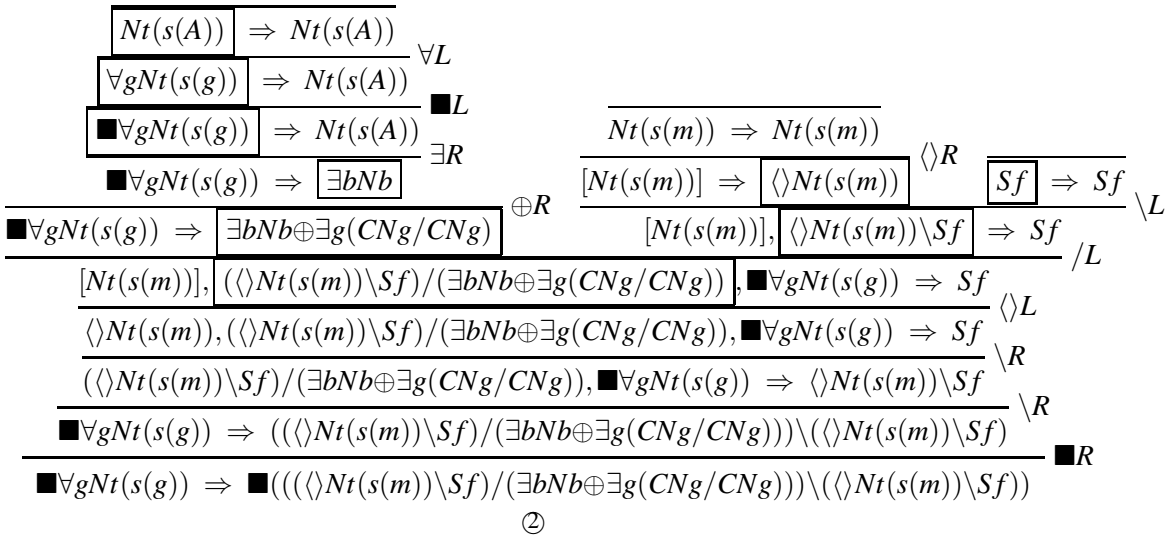 Nt(s(A)) ⇒ Nt(s(A))
∀L
∀gNt(s(g)) ⇒ Nt(s(A))
■L
■∀gNt(s(g)) ⇒ Nt(s(A))
∃R
■∀gNt(s(g)) ⇒ ∃bNb
⊕R
■∀gNt(s(g)) ⇒ ∃bNb⊕∃g(CNg/CNg)
Nt(s(m)) ⇒ Nt(s(m))
⟨⟩R
[Nt(s(m))] ⇒ ⟨⟩Nt(s(m))
Sf ⇒ Sf
\L
[Nt(s(m))], ⟨⟩Nt(s(m))\Sf ⇒ Sf
/L
[Nt(s(m))], (⟨⟩Nt(s(m))\Sf)/(∃bNb⊕∃g(CNg/CNg)), ■∀gNt(s(g)) ⇒ Sf
⟨⟩L
⟨⟩Nt(s(m)), (⟨⟩Nt(s(m))\Sf)/(∃bNb⊕∃g(CNg/CNg)), ■∀gNt(s(g)) ⇒ Sf
\R
(⟨⟩Nt(s(m))\Sf)/(∃bNb⊕∃g(CNg/CNg)), ■∀gNt(s(g)) ⇒ ⟨⟩Nt(s(m))\Sf
\R
■∀gNt(s(g)) ⇒ ((⟨⟩Nt(s(m))\Sf)/(∃bNb⊕∃g(CNg/CNg)))\(⟨⟩Nt(s(m))\Sf)
■R
■∀gNt(s(g)) ⇒ ■(((⟨⟩Nt(s(m))\Sf)/(∃bNb⊕∃g(CNg/CNg)))\(⟨⟩Nt(s(m))\Sf))
②